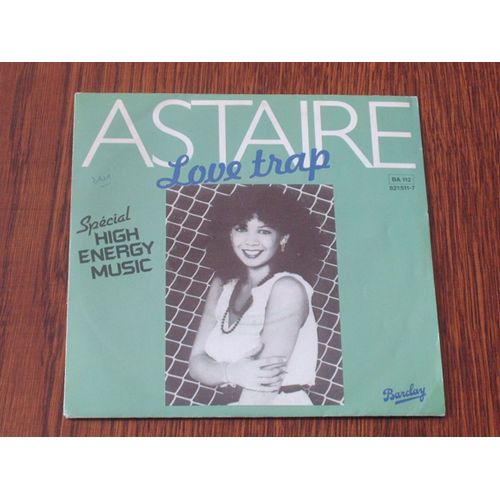 ASTAIRE
Love trap
BA 112
821511-7
Spécial
HIGH
ENERGY
MUSIC
Barclay